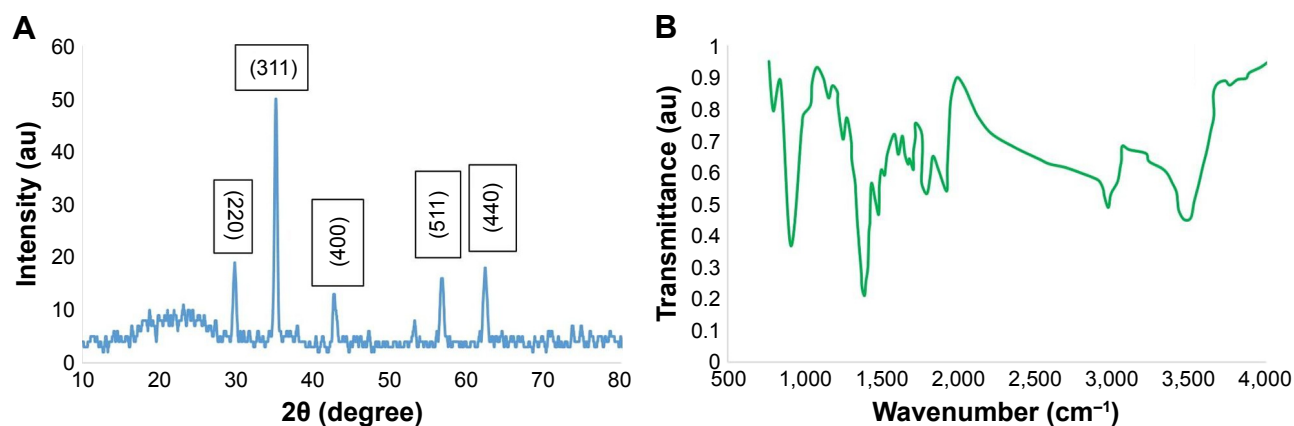 A
Intensity (au)
60
50
40
30
20
10
0
(220)
(311)
(400)
(511)
(440)
10 20 30 40 50 60 70 80
2θ (degree)
B
Transmittance (au)
1
0.9
0.8
0.7
0.6
0.5
0.4
0.3
0.2
0.1
0
500 1,000 1,500 2,000 2,500 3,000 3,500 4,000
Wavenumber (cm⁻¹)